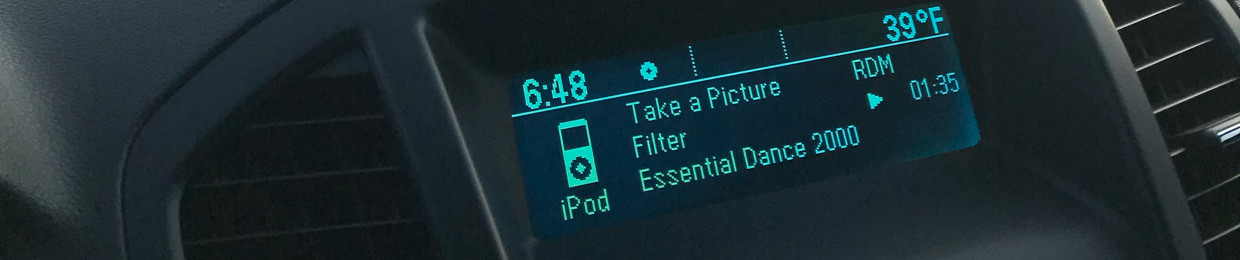 6:48 39°F
Take a Picture RDM
Filter 01:35
Essential Dance 2000
iPod